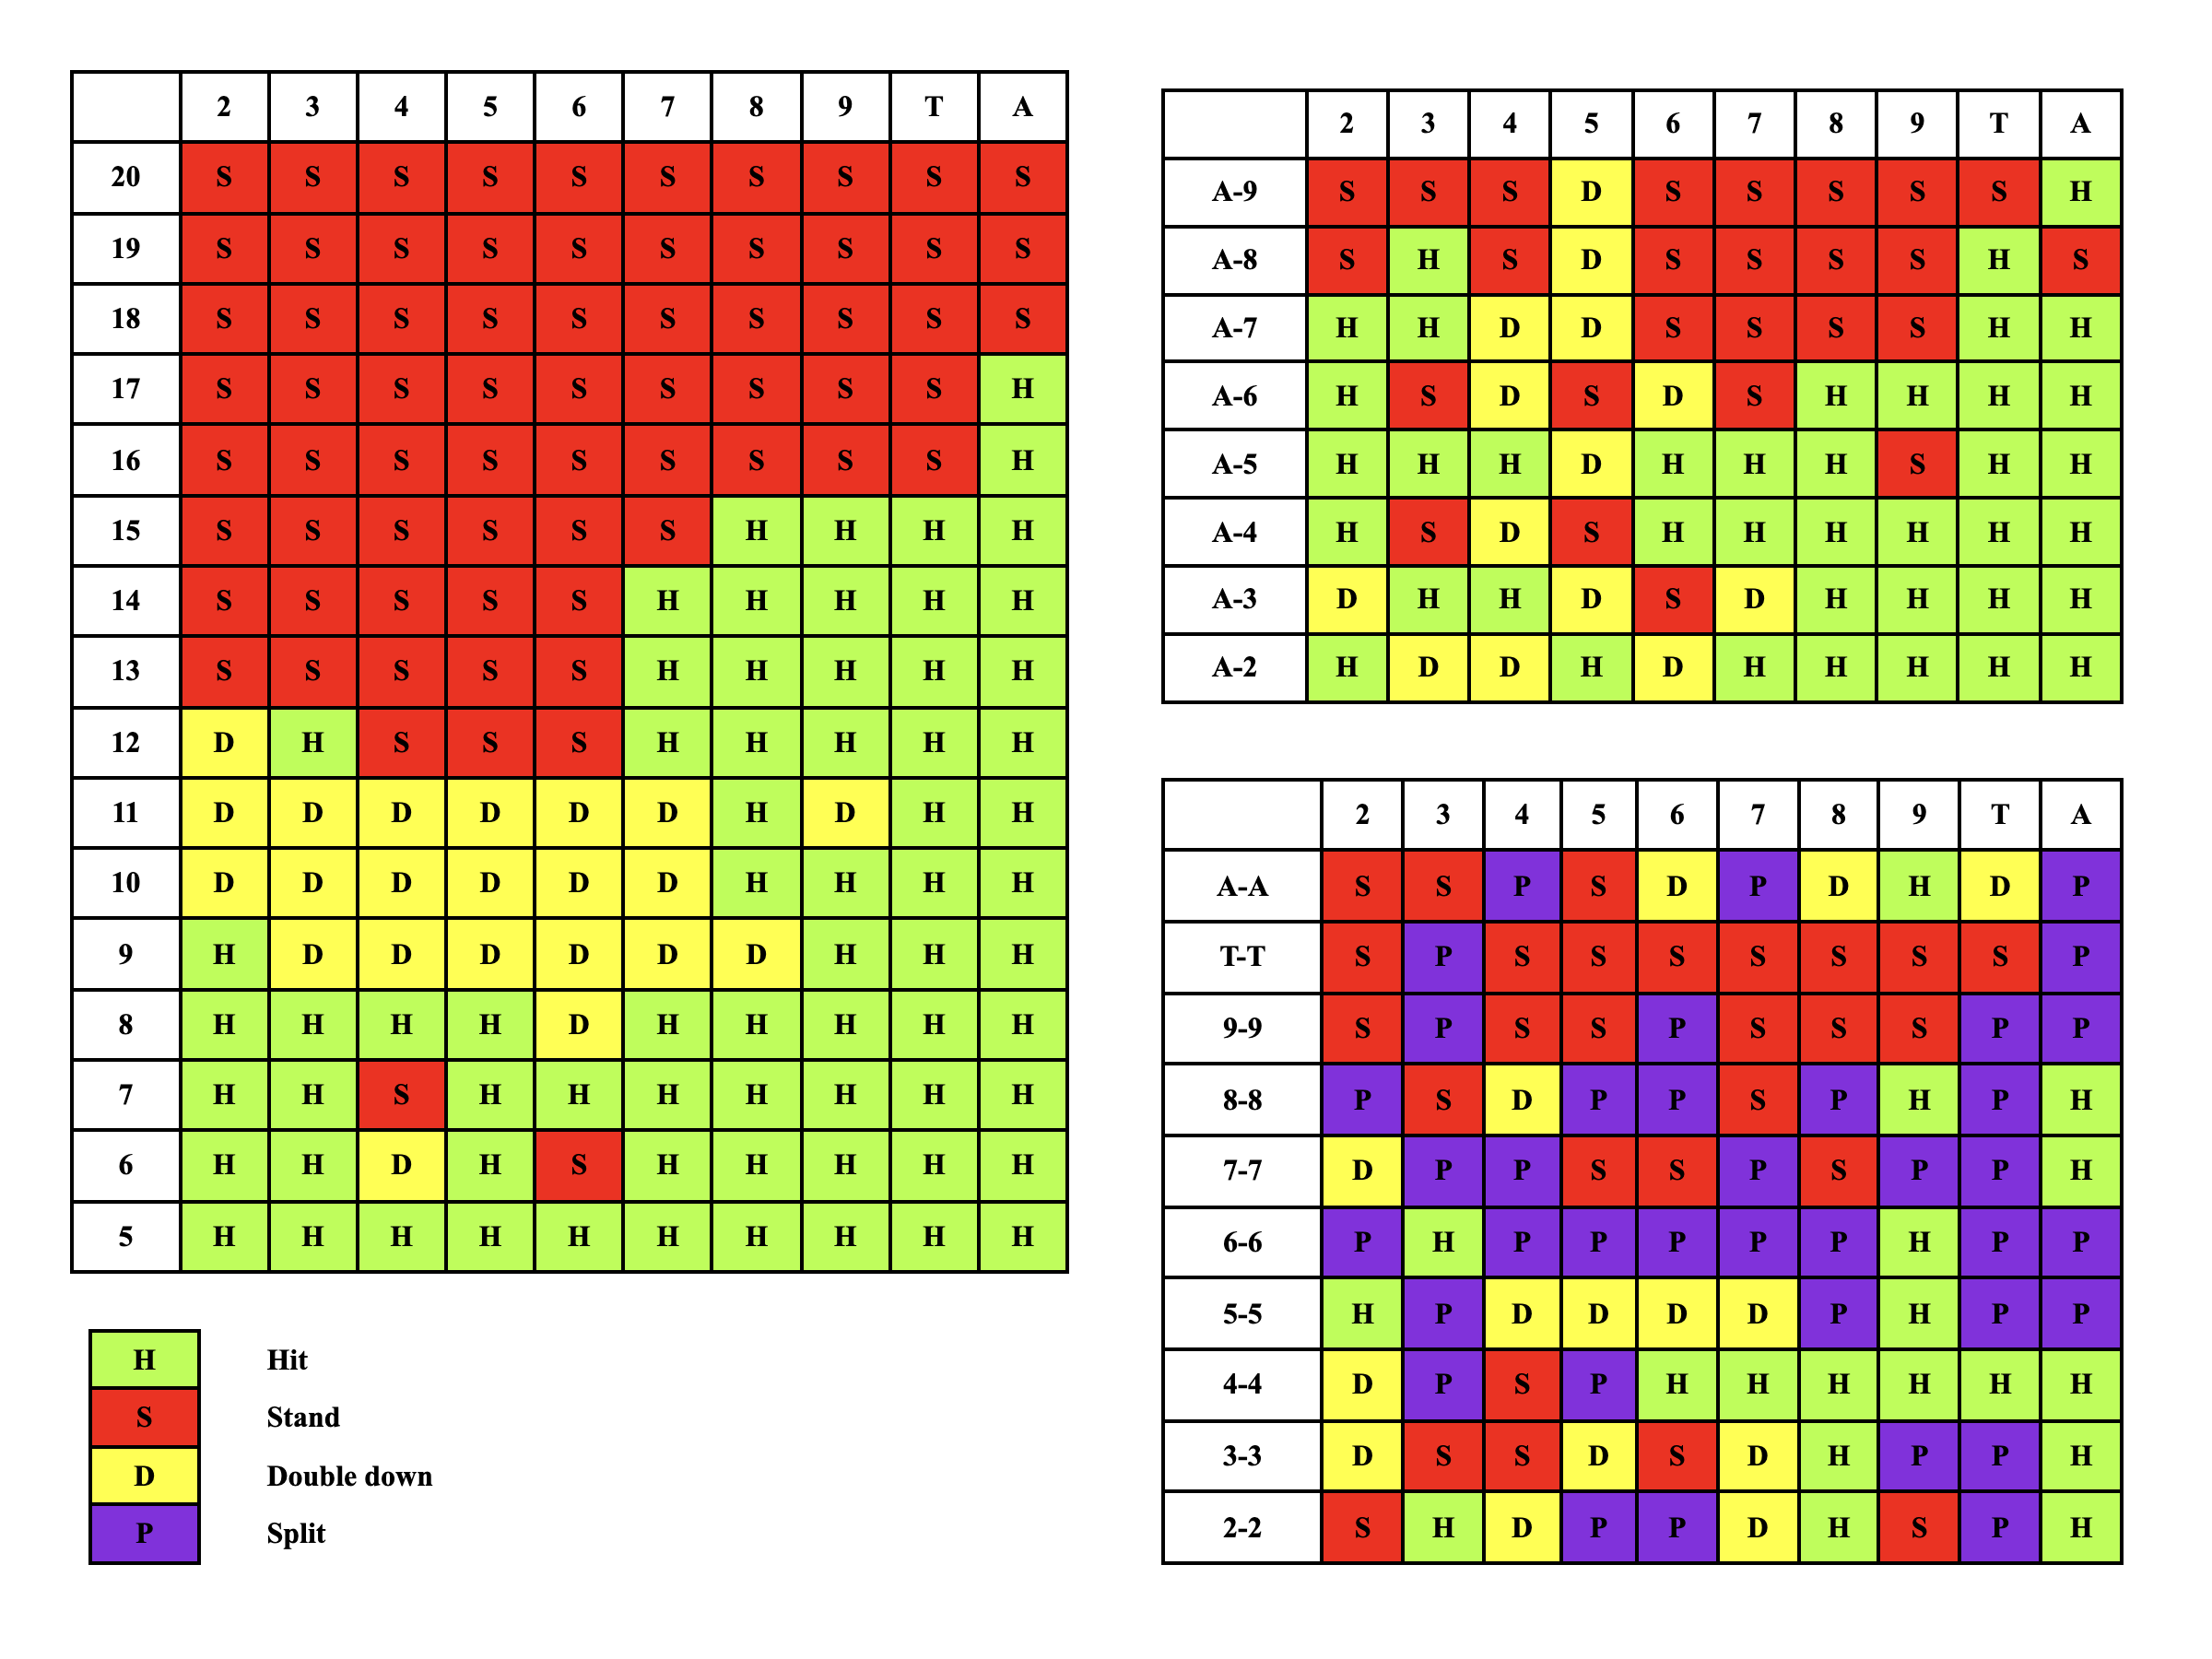 2 3 4 5 6 7 8 9 T A
20 S S S S S S S S S S
19 S S S S S S S S S S
18 S S S S S S S S S S
17 S S S S S S S S S H
16 S S S S S S S S S H
15 S S S S S S H H H H
14 S S S S S H H H H H
13 S S S S S H H H H H
12 D H S S S H H H H H
11 D D D D D D H D H H
10 D D D D D D H H H H
9 H D D D D D D H H H
8 H H H H D H H H H H
7 H H S H H H H H H H
6 H H D H S H H H H H
5 H H H H H H H H H H
H Hit
S Stand
D Double down
P Split
2 3 4 5 6 7 8 9 T A
A-9 S S S D S S S S S H
A-8 S H S D S S S S H S
A-7 H H D D S S S S H H
A-6 H S D S D S H H H H
A-5 H H H D H H H S H H
A-4 H S D S H H H H H H
A-3 D H H D S D H H H H
A-2 H D D H D H H H H H
2 3 4 5 6 7 8 9 T A
A-A S S P S D P D H D P
T-T S P S S S S S S S P
9-9 S P S S P S S S P P
8-8 P S D P P S P H P H
7-7 D P P S S P S P P H
6-6 P H P P P P P H P P
5-5 H P D D D D P H P P
4-4 D P S P H H H H H H
3-3 D S S D S D H P P H
2-2 S H D P P D H S P H